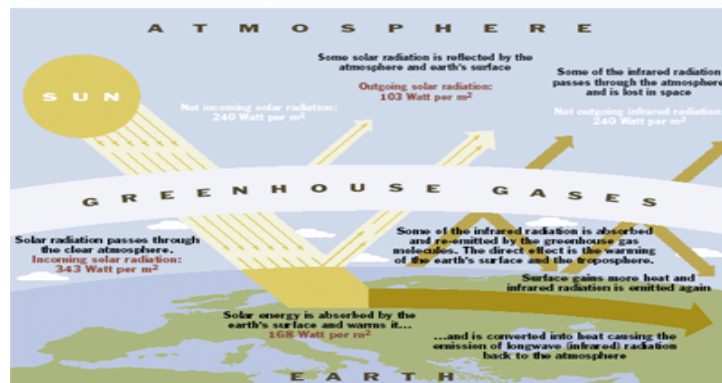 ATMOSPHERE
Some solar radiation is reflected by the
atmosphere and earth's surface
Outgoing solar radiation:
103 Watt per m²
Some of the infrared radiation
passes through the atmosphere
and is lost in space
Net outgoing infrared radiation
240 Watt per m²
SUN
Net incoming solar radiation:
240 Watt per m²
GREENHOUSE GASES
Solar radiation passes through
the clear atmosphere.
Incoming solar radiation:
343 Watt per m²
Some of the infrared radiation is absorbed
and re-emitted by the greenhouse gas
molecules. The direct effect is the warming
of the earth's surface and the troposphere.
Surface gains more heat and
infrared radiation is emitted again
Solar energy is absorbed by the
earth's surface and warms it...
168 Watt per m²
...and is converted into heat causing the
emission of longwave (infrared) radiation
back to the atmosphere
EARTH